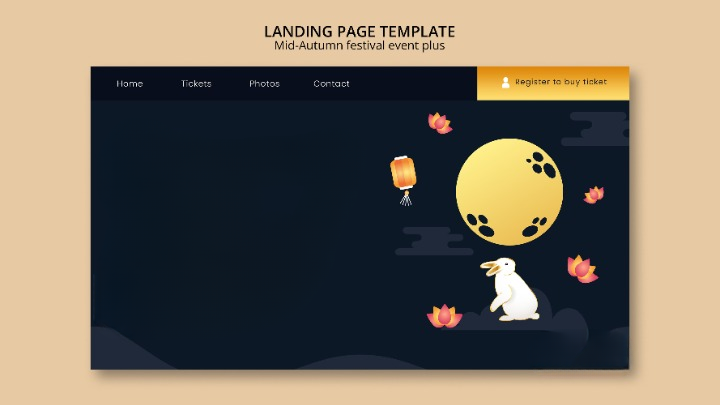 LANDING PAGE TEMPLATE
Mid-Autumn festival event plus
Home Tickets Photos Contact Register to buy ticket